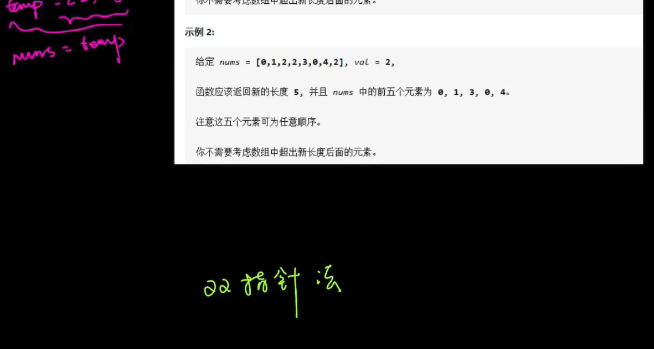 temp =
nums = temp
你不需要考虑数组中超出新长度后面的元素。
示例 2:
给定 nums = [0,1,2,2,3,0,4,2], val = 2,
函数应该返回新的长度 5, 并且 nums 中的前五个元素为 0, 1, 3, 0, 4。
注意这五个元素可为任意顺序。
你不需要考虑数组中超出新长度后面的元素。
22 指针法